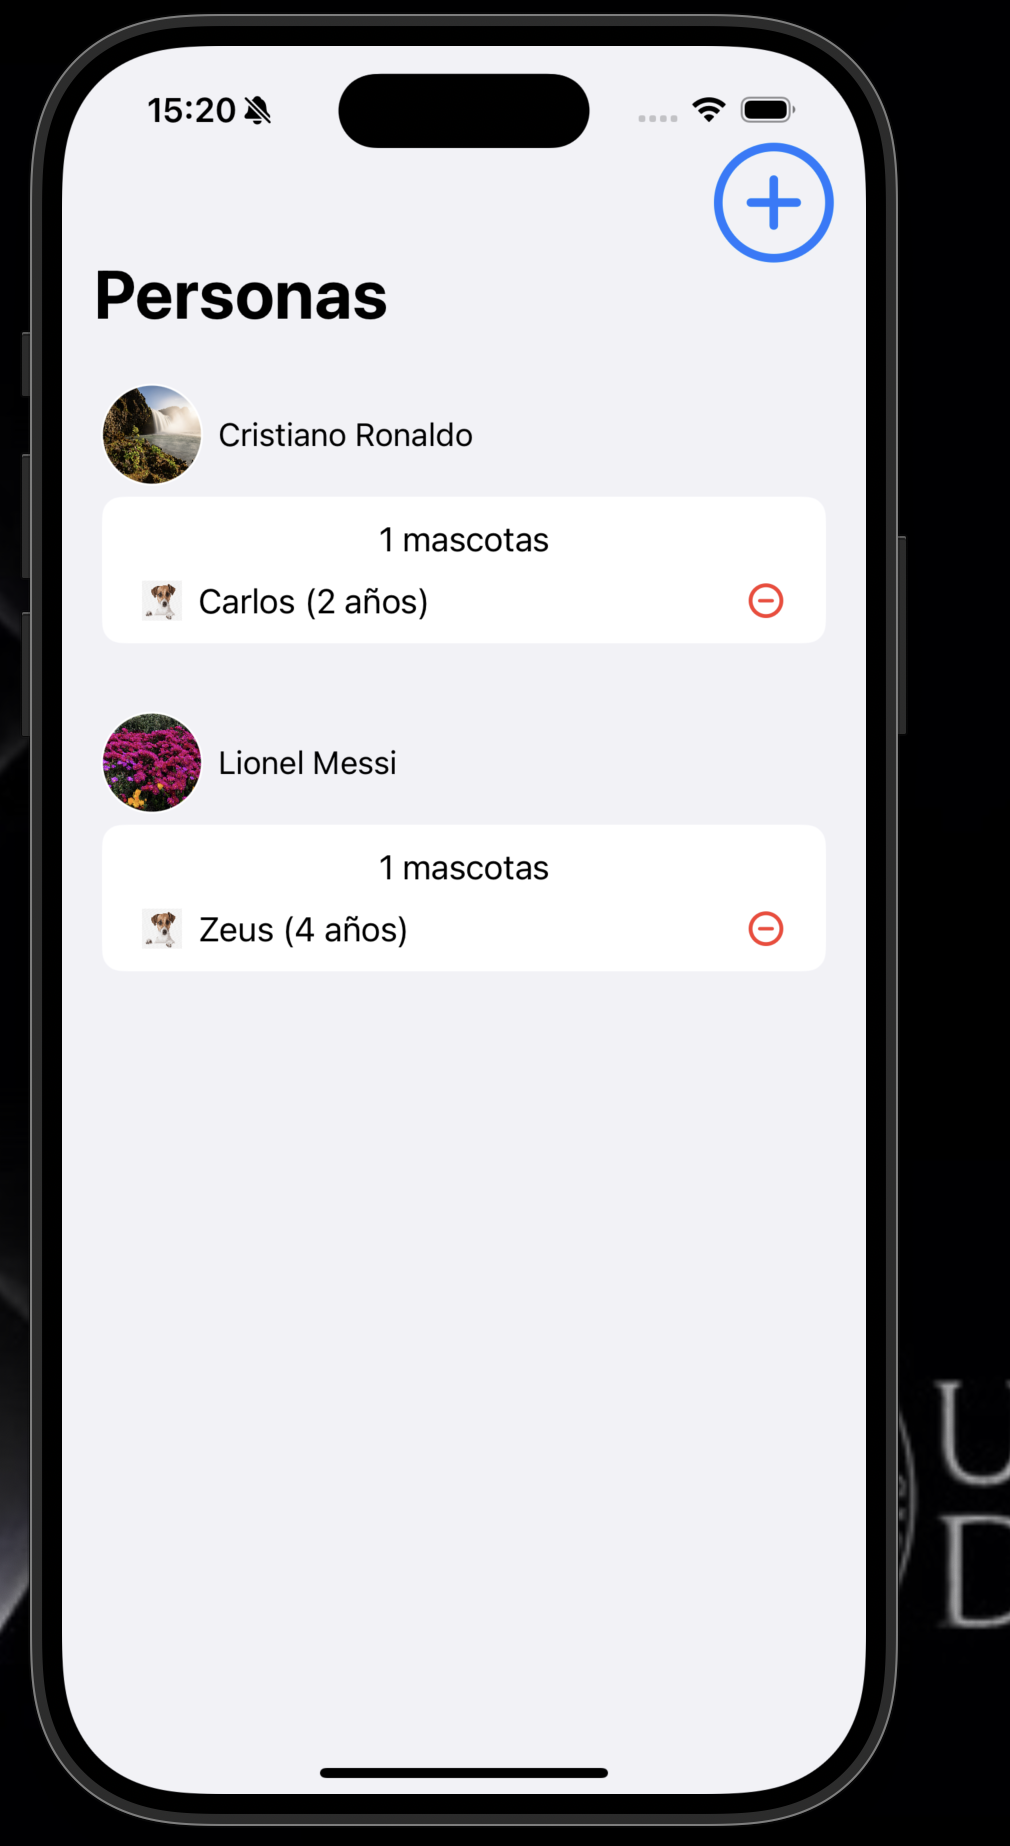 15:20
Personas
Cristiano Ronaldo
1 mascotas
Carlos (2 años)
Lionel Messi
1 mascotas
Zeus (4 años)
U
D